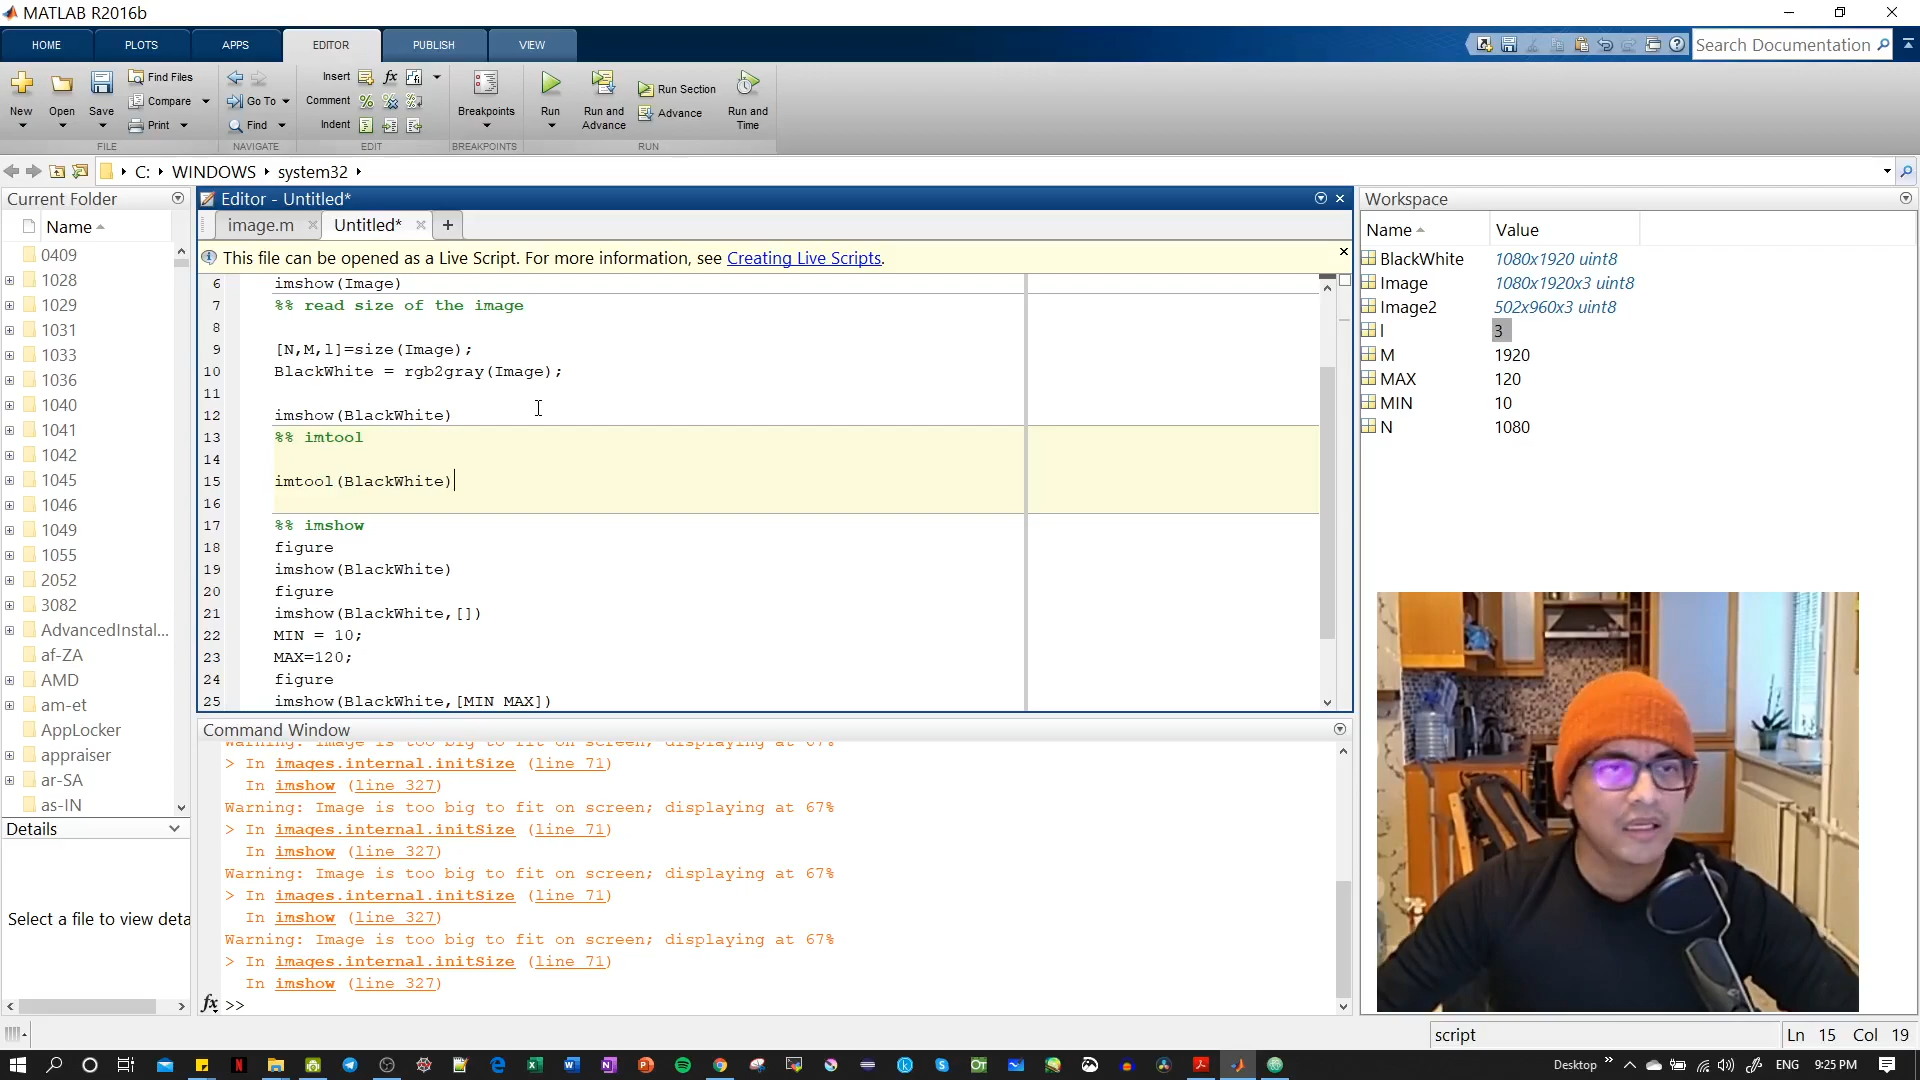 MATLAB R2016b
HOME PLOTS APPS EDITOR PUBLISH VIEW
Search Documentation
New Open Save
Find Files
Compare
Print
FILE
Go To
Find
NAVIGATE
Insert
Comment
Indent
EDIT
Breakpoints
BREAKPOINTS
Run
Run and Advance
Run Section
Advance
Run and Time
RUN
C: WINDOWS system32
Current Folder
Name
0409
1028
1029
1031
1033
1036
1040
1041
1042
1045
1046
1049
1055
2052
3082
AdvancedInstal...
af-ZA
AMD
am-et
AppLocker
appraiser
ar-SA
as-IN
Details
Select a file to view deta
Editor - Untitled*
image.m Untitled* +
This file can be opened as a Live Script. For more information, see Creating Live Scripts.
6 imshow(Image)
7 %% read size of the image
8
9 [N,M,l]=size(Image);
10 BlackWhite = rgb2gray(Image);
11
12 imshow(BlackWhite)
13 %% imtool
14
15 imtool(BlackWhite)
16
17 %% imshow
18 figure
19 imshow(BlackWhite)
20 figure
21 imshow(BlackWhite,[])
22 MIN = 10;
23 MAX=120;
24 figure
25 imshow(BlackWhite,[MIN MAX])
Command Window
Warning: Image is too big to fit on screen; displaying at 67%
> In images.internal.initSize (line 71)
In imshow (line 327)
Warning: Image is too big to fit on screen; displaying at 67%
> In images.internal.initSize (line 71)
In imshow (line 327)
Warning: Image is too big to fit on screen; displaying at 67%
> In images.internal.initSize (line 71)
In imshow (line 327)
Warning: Image is too big to fit on screen; displaying at 67%
> In images.internal.initSize (line 71)
In imshow (line 327)
fx >>
Workspace
Name Value
BlackWhite 1080x1920 uint8
Image 1080x1920x3 uint8
Image2 502x960x3 uint8
l 3
M 1920
MAX 120
MIN 10
N 1080
script
Ln 15 Col 19
Desktop ENG 9:25 PM